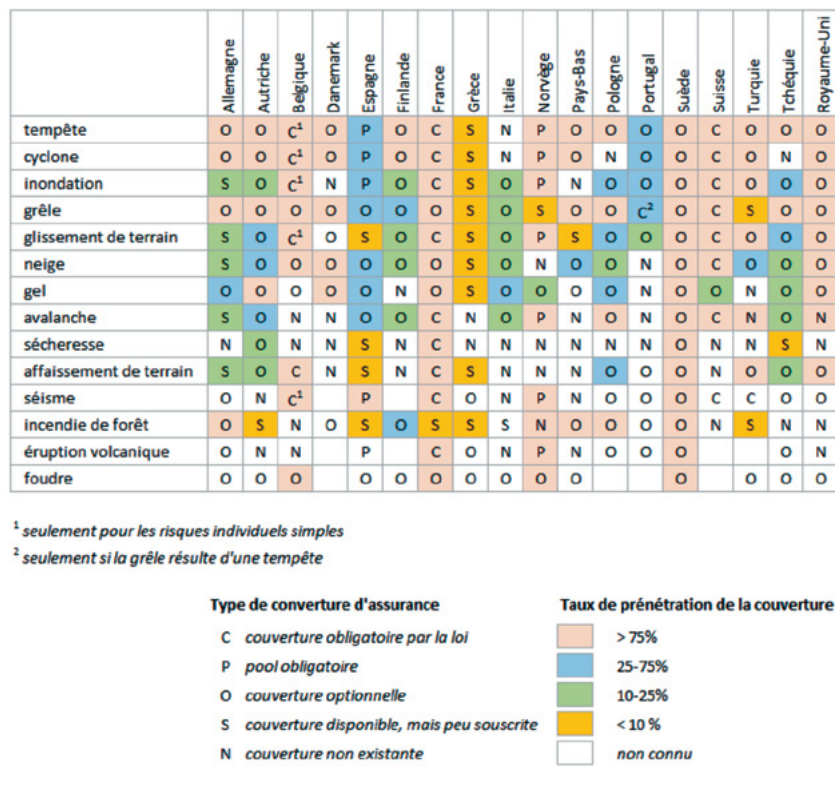 Allemagne Autriche Belgique Danemark Espagne Finlande France Grèce Italie Norvège Pays-Bas Pologne Portugal Suède Suisse Turquie Tchéquie Royaume-Uni
tempête O O C¹ O P O C S N P O O O O C O O O
cyclone O O C¹ O P O C S N P O N O O C O N O
inondation S O C¹ N P O C S O P N O O O C O O O
grêle O O O O O O O S O S O O C² O C S O O
glissement de terrain S O C¹ O S O C S O P S O O O C O O O
neige S O O O O O O S O N O O N O C O O O
gel O O O O O N O S O O O O N O O N O O
avalanche S O N N O O C N O P N O N O C N O N
sécheresse N O N N S N C N N N N N N O N N S N
affaissement de terrain S O C N S N C S N N N O O O N O O O
séisme O N C¹ P C O N P N O O O C C O O
incendie de forêt O S N O S O S S S N O O O O N S N N
éruption volcanique O N N P C O N P N O O O O N
foudre O O O O O O O O O O O O O O
¹ seulement pour les risques individuels simples
² seulement si la grêle résulte d'une tempête
Type de converture d'assurance
C couverture obligatoire par la loi
P pool obligatoire
O couverture optionnelle
S couverture disponible, mais peu souscrite
N couverture non existante
Taux de prénétration de la couverture
> 75%
25-75%
10-25%
< 10 %
non connu